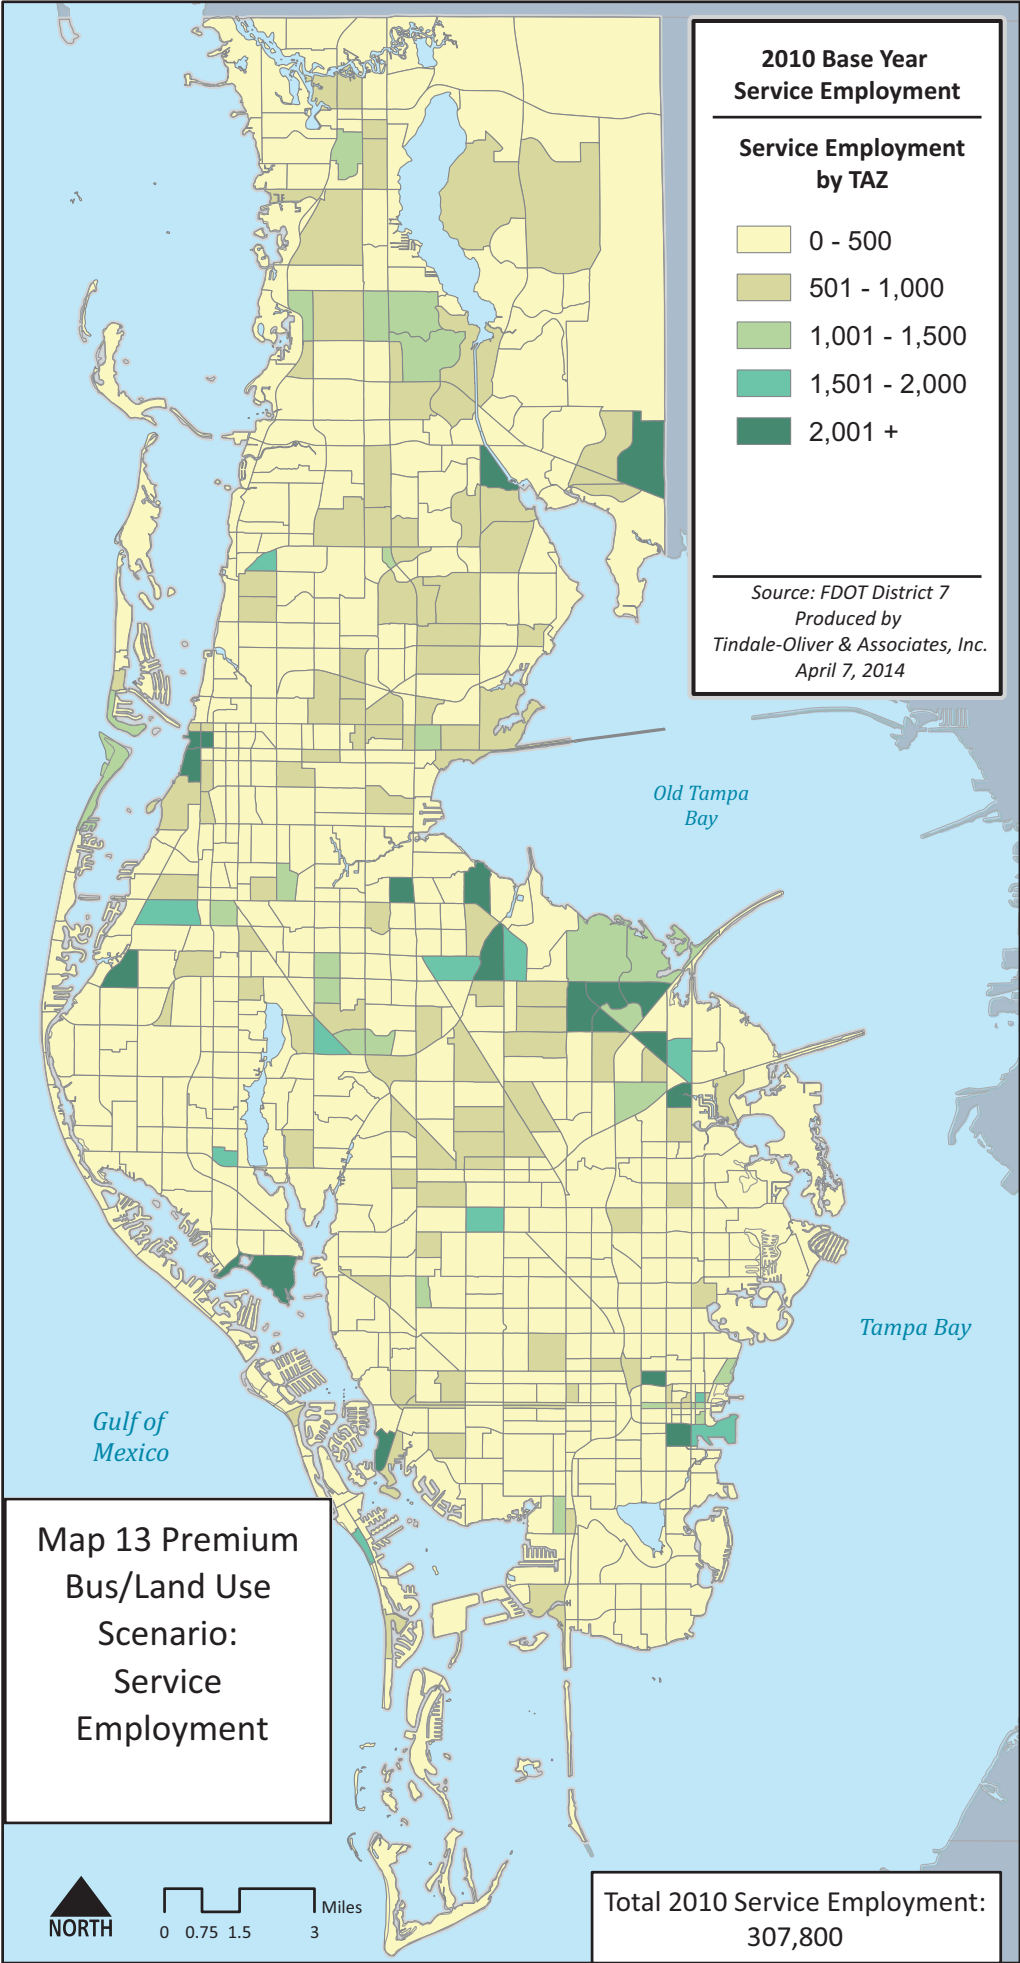 2010 Base Year
Service Employment
Service Employment
by TAZ
0 - 500
501 - 1,000
1,001 - 1,500
1,501 - 2,000
2,001 +
Source: FDOT District 7
Produced by
Tindale-Oliver & Associates, Inc.
April 7, 2014
Old Tampa
Bay
Tampa Bay
Gulf of
Mexico
Map 13 Premium
Bus/Land Use
Scenario:
Service
Employment
NORTH
Miles
0 0.75 1.5 3
Total 2010 Service Employment:
307,800